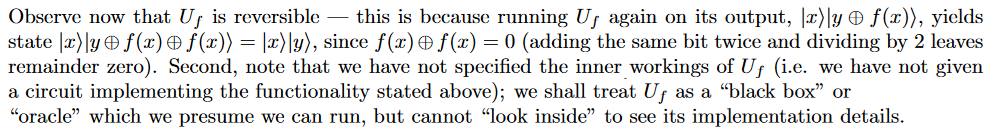 Observe now that U_f is reversible — this is because running U_f again on its output, |x⟩|y ⊕ f(x)⟩, yields
state |x⟩|y ⊕ f(x) ⊕ f(x)⟩ = |x⟩|y⟩, since f(x) ⊕ f(x) = 0 (adding the same bit twice and dividing by 2 leaves
remainder zero). Second, note that we have not specified the inner workings of U_f (i.e. we have not given
a circuit implementing the functionality stated above); we shall treat U_f as a “black box” or
“oracle” which we presume we can run, but cannot “look inside” to see its implementation details.